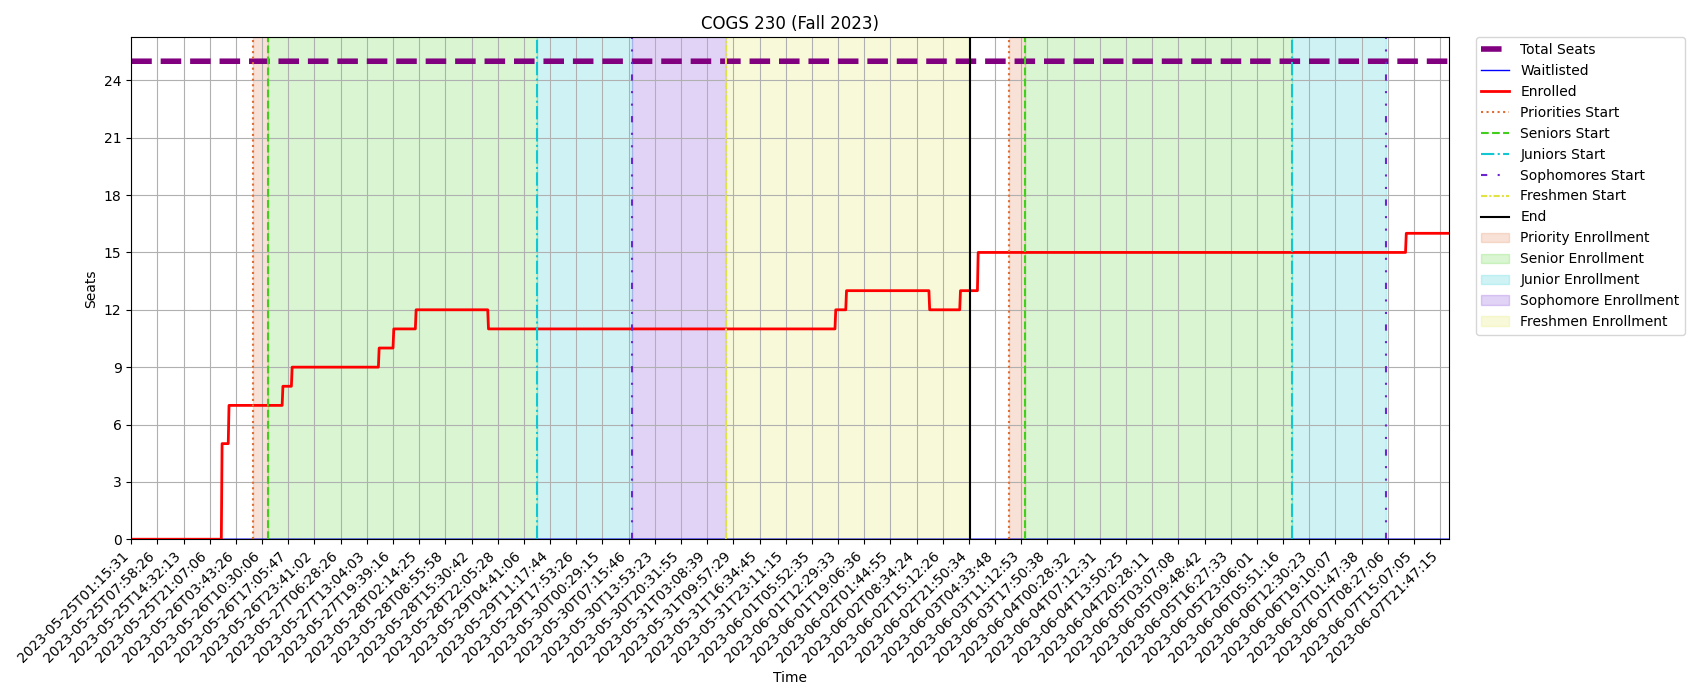 COGS 230 (Fall 2023)
Seats
24
21
18
15
12
9
6
3
0
2023-05-25T01:15:31
2023-05-25T07:58:26
2023-05-25T14:32:13
2023-05-25T21:07:06
2023-05-26T03:43:26
2023-05-26T10:30:06
2023-05-26T17:05:47
2023-05-26T23:41:02
2023-05-27T06:28:26
2023-05-27T13:04:03
2023-05-27T19:39:16
2023-05-28T02:14:25
2023-05-28T08:55:58
2023-05-28T15:30:42
2023-05-28T22:05:28
2023-05-29T04:41:06
2023-05-29T11:17:44
2023-05-29T17:53:26
2023-05-30T00:29:15
2023-05-30T07:15:46
2023-05-30T13:53:23
2023-05-30T20:31:55
2023-05-31T03:08:39
2023-05-31T09:57:29
2023-05-31T16:34:45
2023-05-31T23:11:15
2023-06-01T05:52:35
2023-06-01T12:29:33
2023-06-01T19:06:36
2023-06-02T01:44:55
2023-06-02T08:34:24
2023-06-02T15:12:26
2023-06-02T21:50:34
2023-06-03T04:33:48
2023-06-03T11:12:53
2023-06-03T17:50:38
2023-06-04T00:28:32
2023-06-04T07:12:31
2023-06-04T13:50:25
2023-06-04T20:28:11
2023-06-05T03:07:08
2023-06-05T09:48:42
2023-06-05T16:27:33
2023-06-05T23:06:01
2023-06-06T05:51:16
2023-06-06T12:30:23
2023-06-06T19:10:07
2023-06-07T01:47:38
2023-06-07T08:27:06
2023-06-07T15:07:05
2023-06-07T21:47:15
Time
Total Seats
Waitlisted
Enrolled
Priorities Start
Seniors Start
Juniors Start
Sophomores Start
Freshmen Start
End
Priority Enrollment
Senior Enrollment
Junior Enrollment
Sophomore Enrollment
Freshmen Enrollment